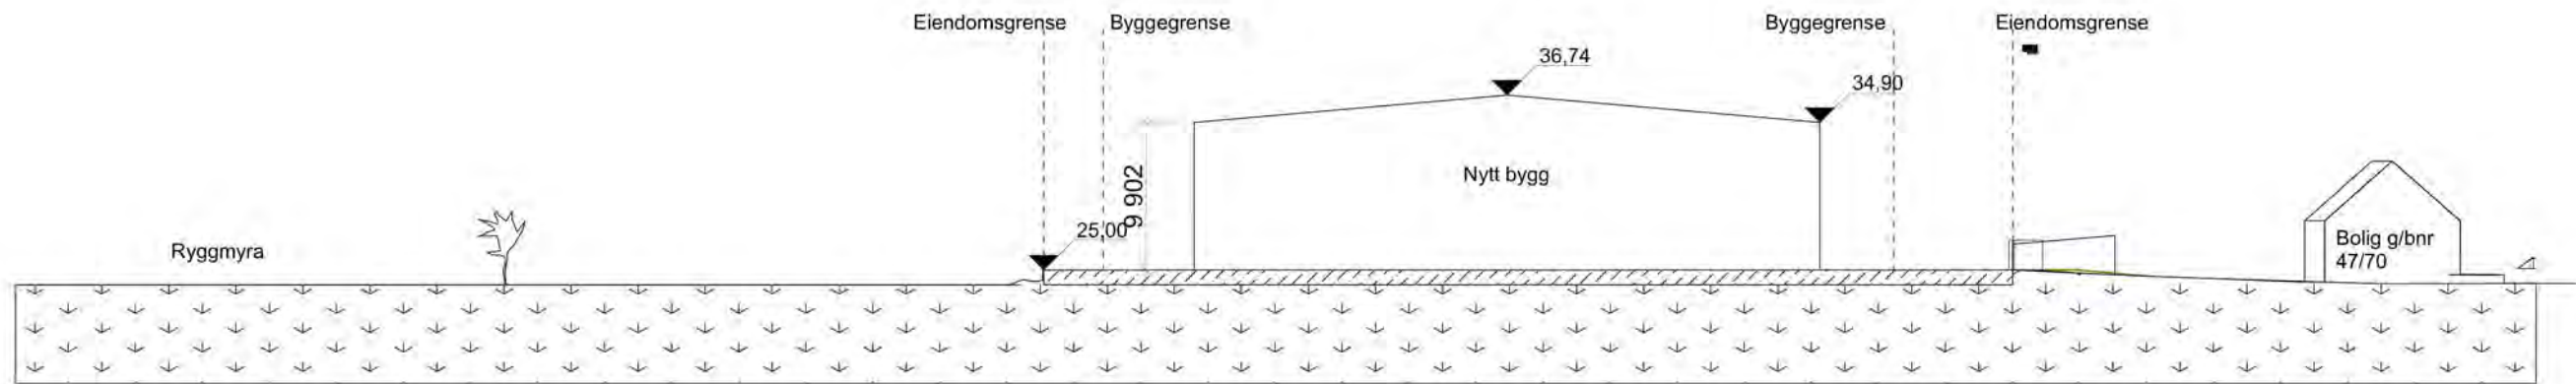 Eiendomsgrense
Byggegrense
Byggegrense
Eiendomsgrense
36,74
34,90
9 902
Nytt bygg
25,00
Ryggmyra
Bolig g/bnr
47/70